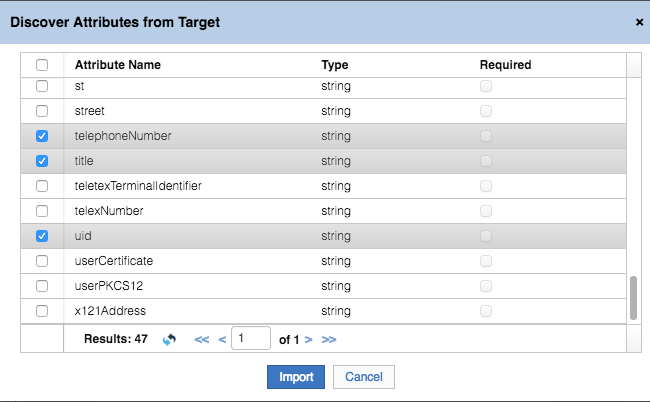 Discover Attributes from Target ×
Attribute Name Type Required
st string
street string
telephoneNumber string
title string
teletexTerminalIdentifier string
telexNumber string
uid string
userCertificate string
userPKCS12 string
x121Address string
Results: 47 << < 1 of 1 > >>
Import Cancel